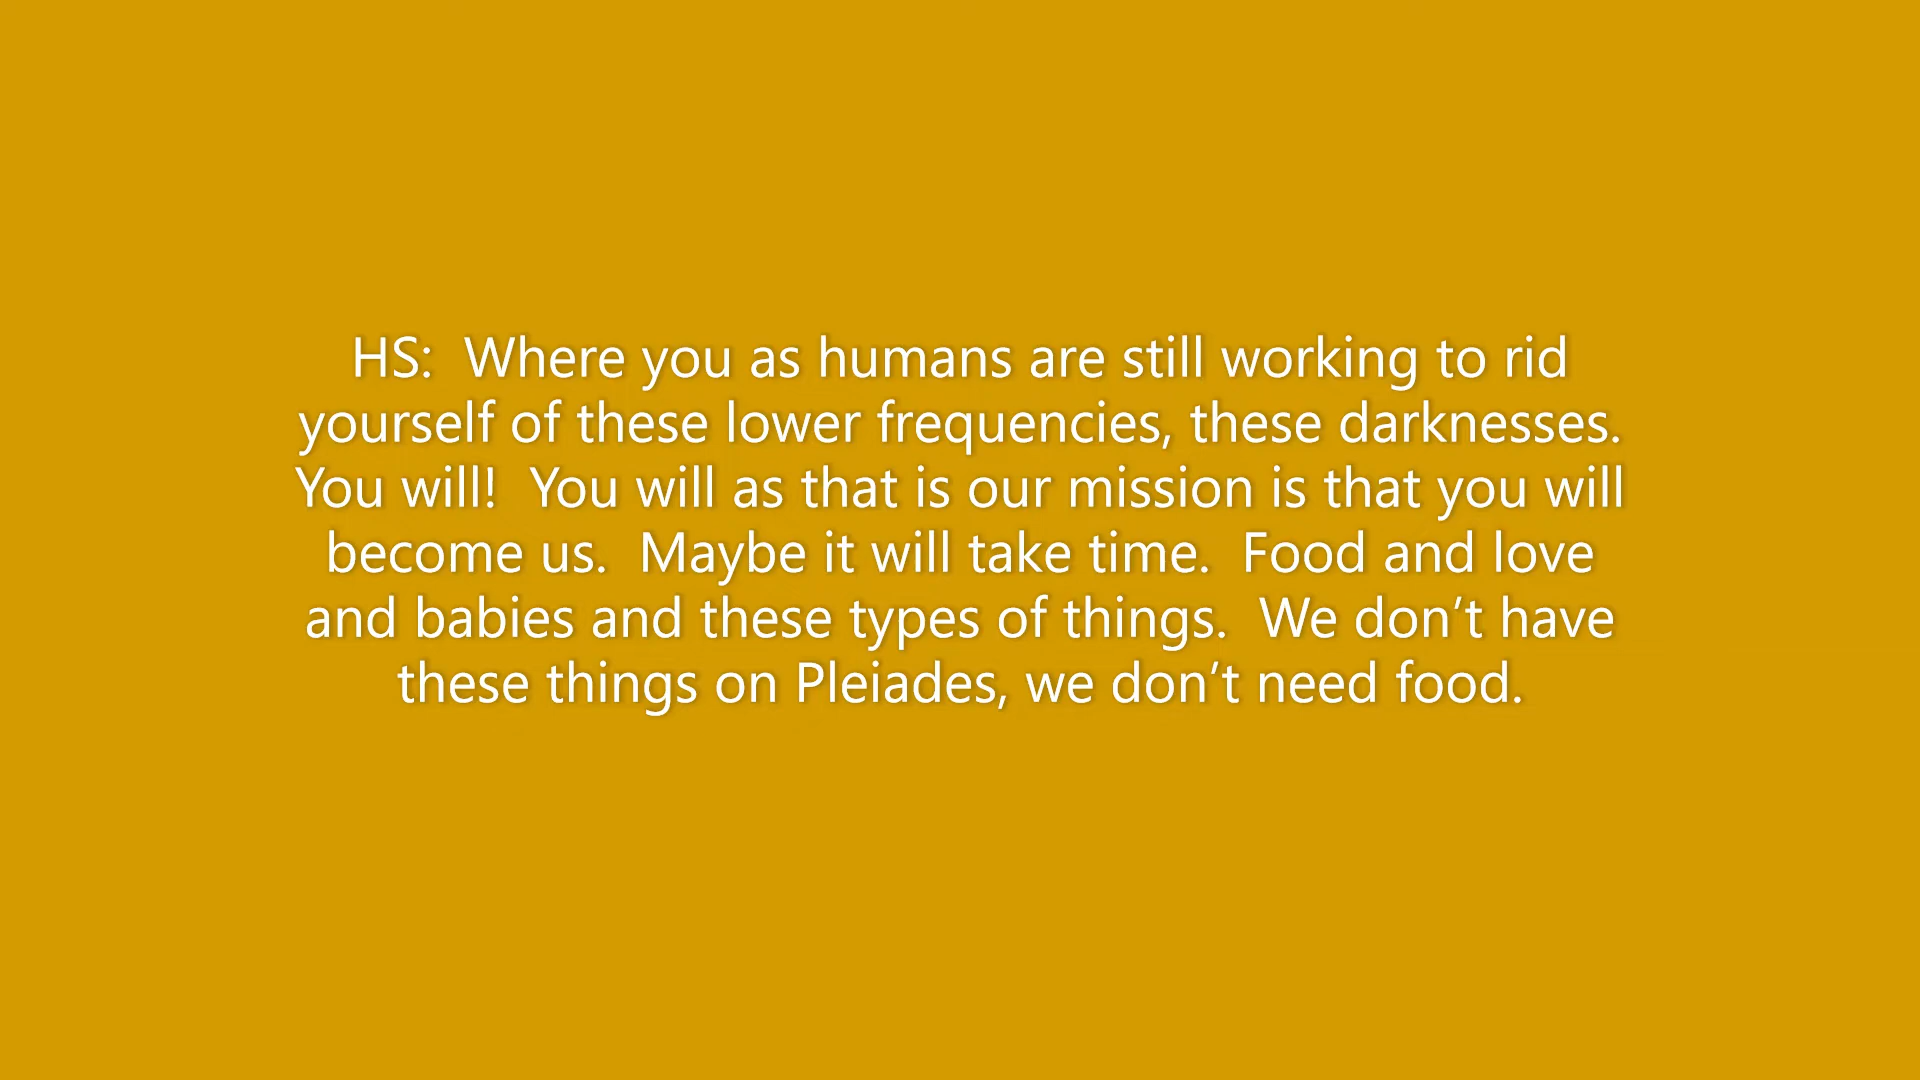 HS:  Where you as humans are still working to rid
yourself of these lower frequencies, these darknesses.
You will!  You will as that is our mission is that you will
become us.  Maybe it will take time.  Food and love
and babies and these types of things.  We don’t have
these things on Pleiades, we don’t need food.